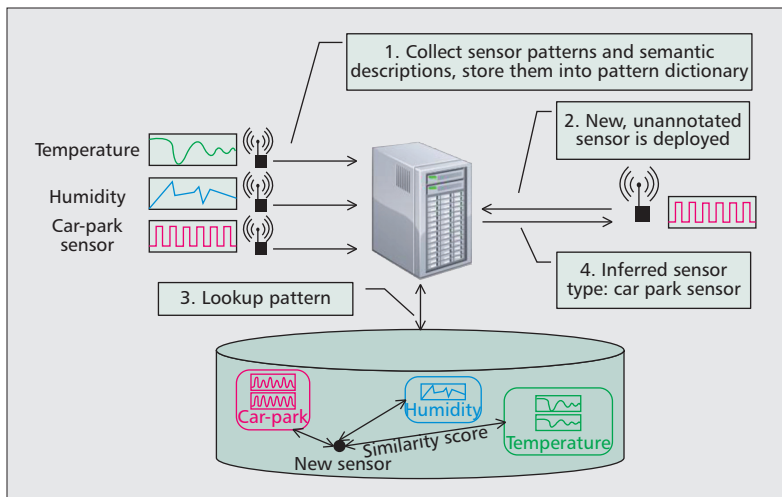 1. Collect sensor patterns and semantic
descriptions, store them into pattern dictionary
2. New, unannotated
sensor is deployed
Temperature
Humidity
Car-park
sensor
4. Inferred sensor
type: car park sensor
3. Lookup pattern
Car-park
Humidity
Temperature
Similarity score
New sensor